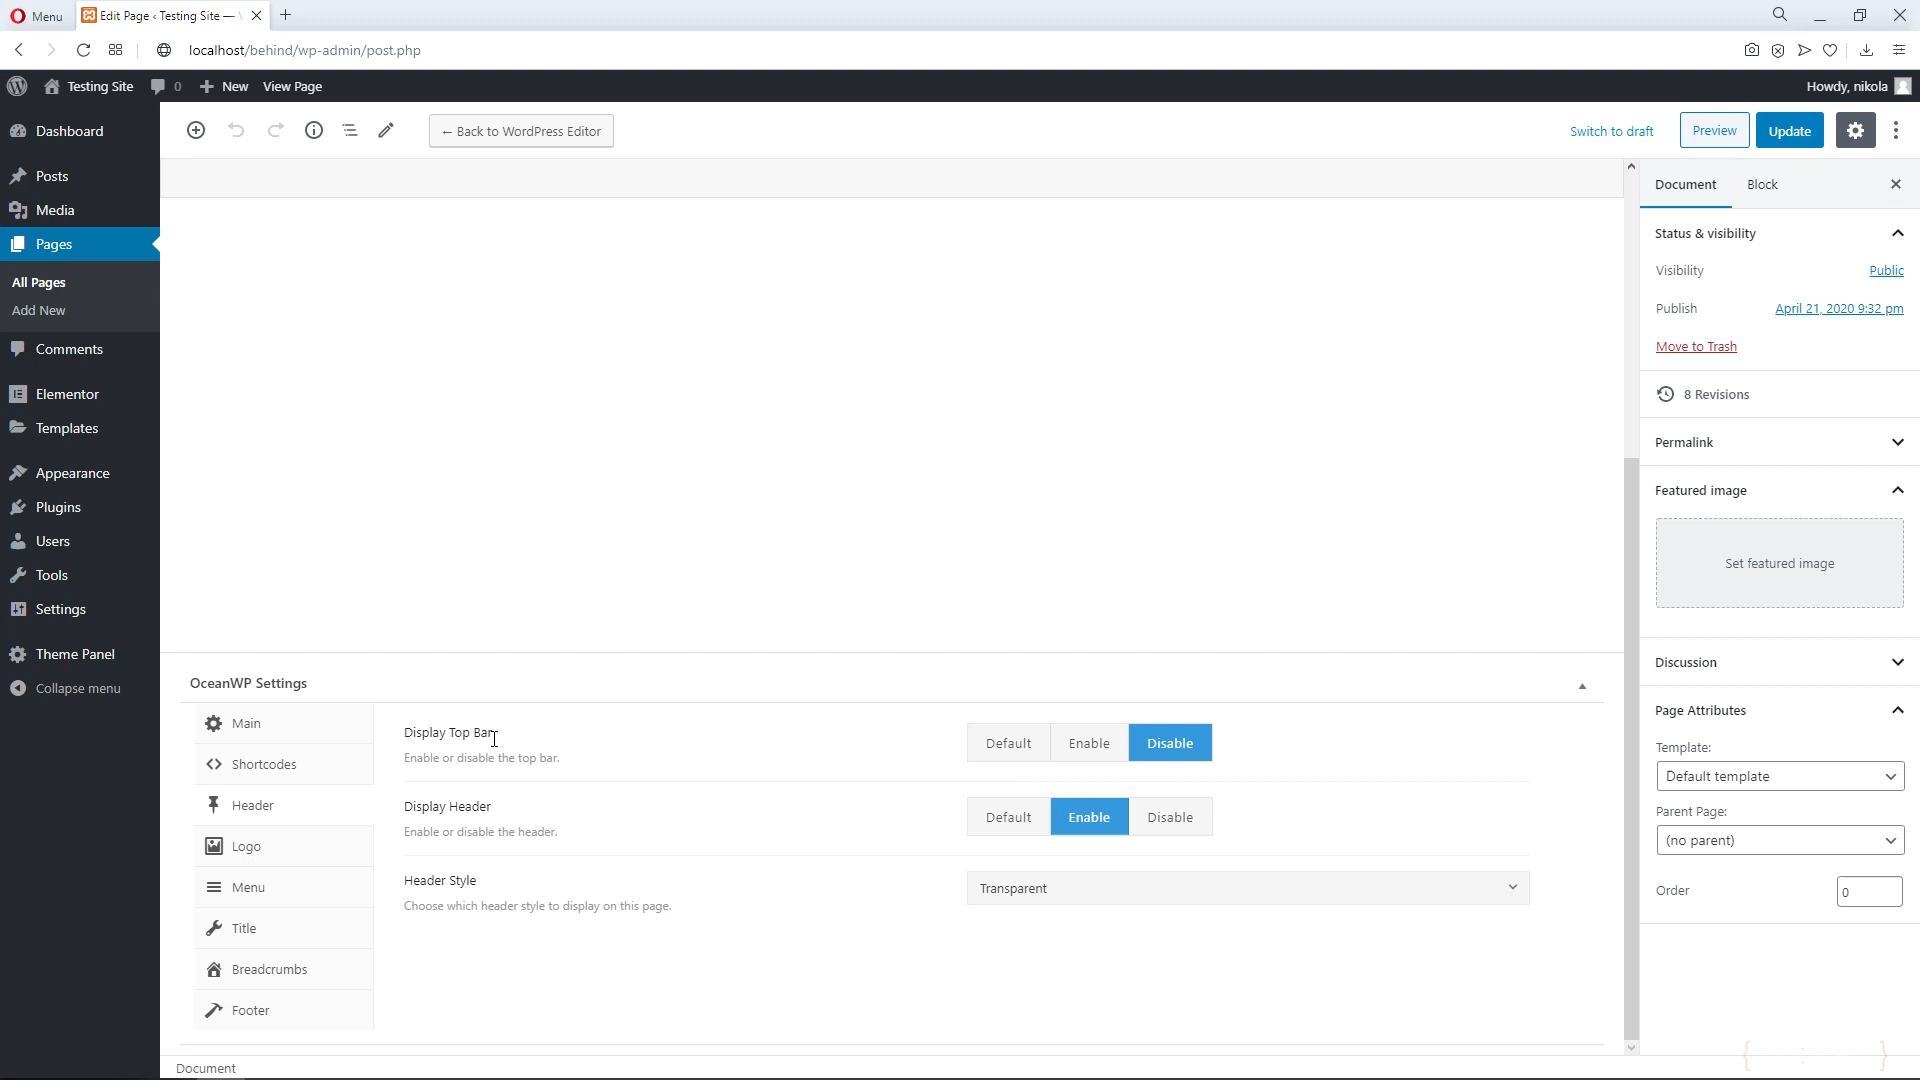 Menu
Edit Page ‹ Testing Site —
localhost/behind/wp-admin/post.php
Testing Site
0
New
View Page
Howdy, nikola
Dashboard
Posts
Media
Pages
All Pages
Add New
Comments
Elementor
Templates
Appearance
Plugins
Users
Tools
Settings
Theme Panel
Collapse menu
← Back to WordPress Editor
Switch to draft
Preview
Update
Document
Block
Status & visibility
Visibility
Public
Publish
April 21, 2020 9:32 pm
Move to Trash
8 Revisions
Permalink
Featured image
Set featured image
Discussion
Page Attributes
Template:
Default template
Parent Page:
(no parent)
Order
0
OceanWP Settings
Main
Shortcodes
Header
Logo
Menu
Title
Breadcrumbs
Footer
Display Top Bar
Enable or disable the top bar.
Default
Enable
Disable
Display Header
Enable or disable the header.
Default
Enable
Disable
Header Style
Choose which header style to display on this page.
Transparent
Document